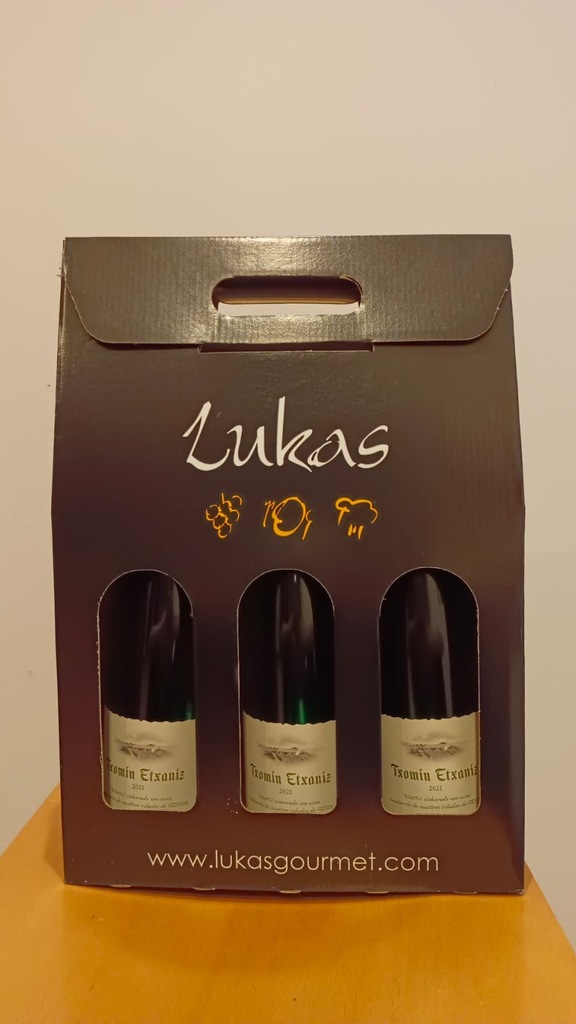 Lukas
Txomin Etxaniz
2021
Txomin Etxaniz
2021
Txomin Etxaniz
2021
www.lukasgourmet.com